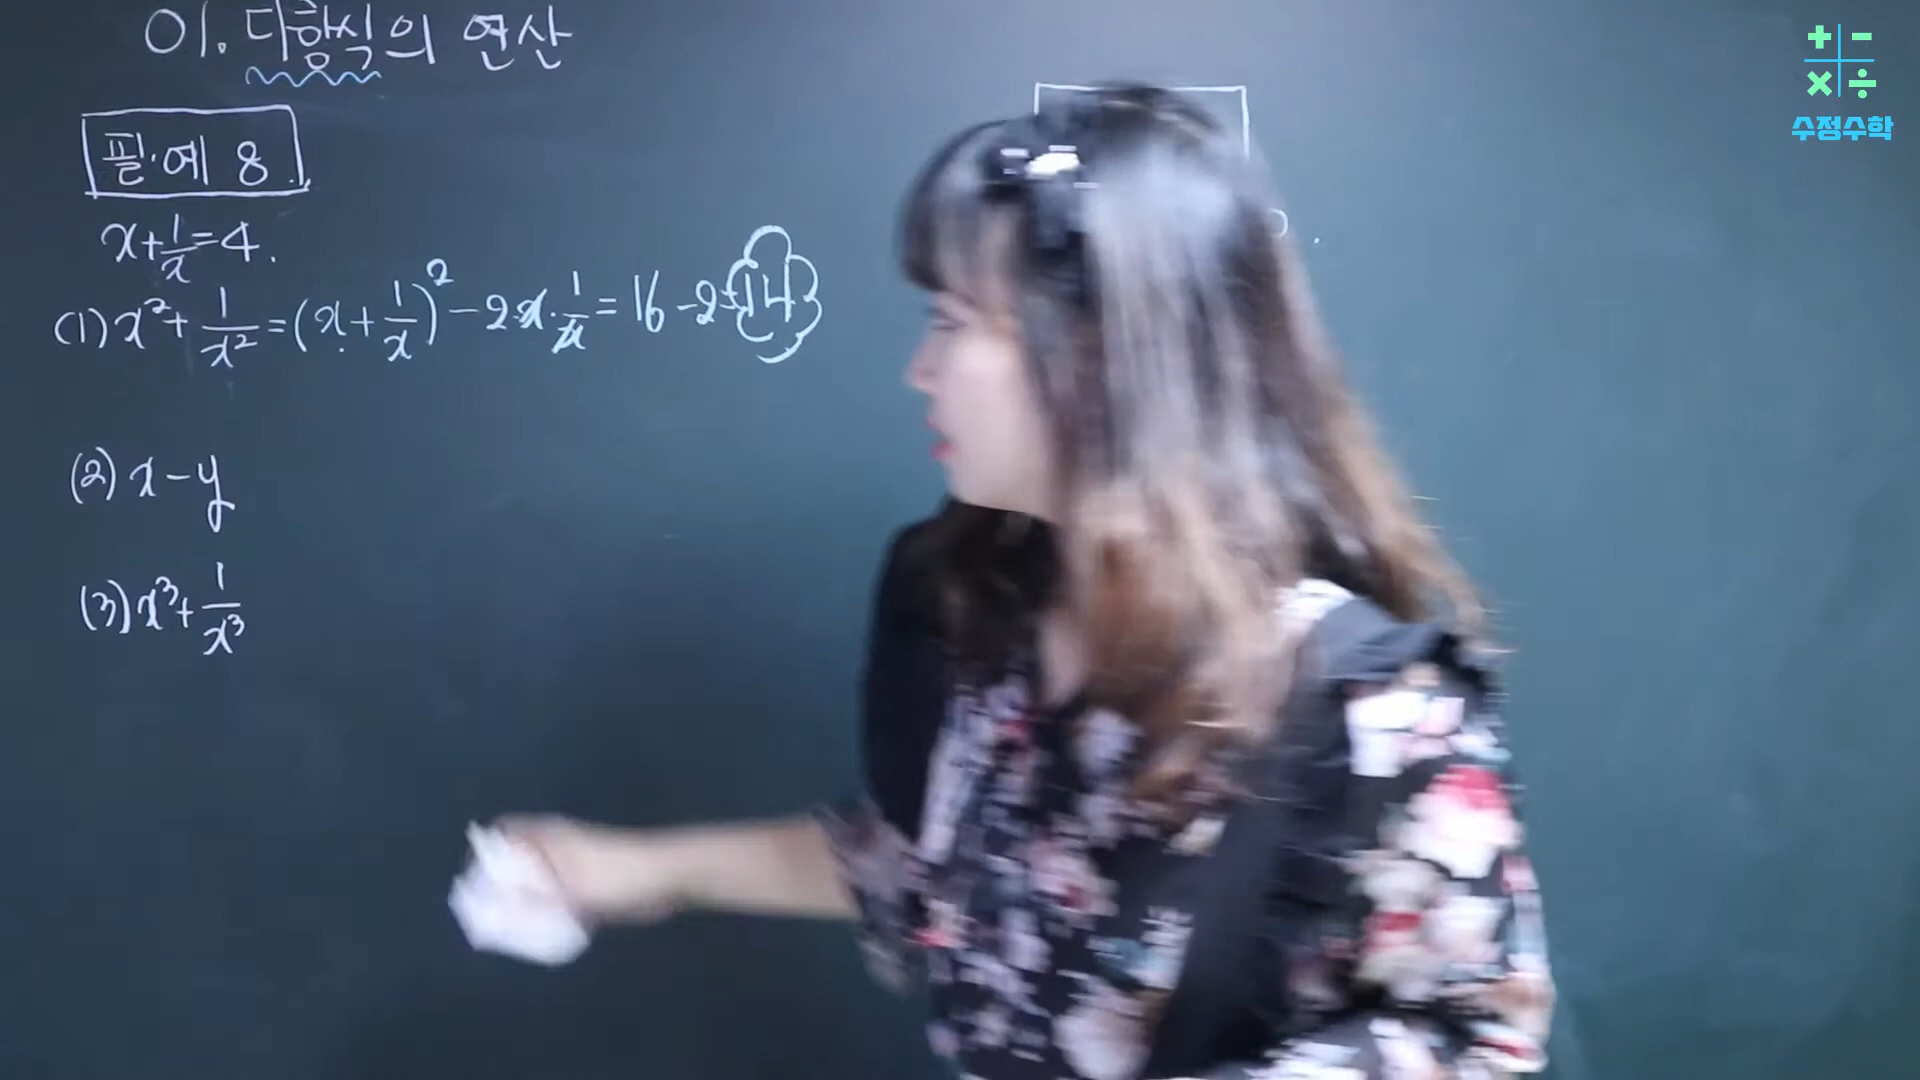 01. 다항식의 연산
필.예 8.
x+1/x=4.
(1) x²+1/x²=(x+1/x)²-2·x·1/x=16-2=14
(2) x-y
(3) x³+1/x³
수정수학